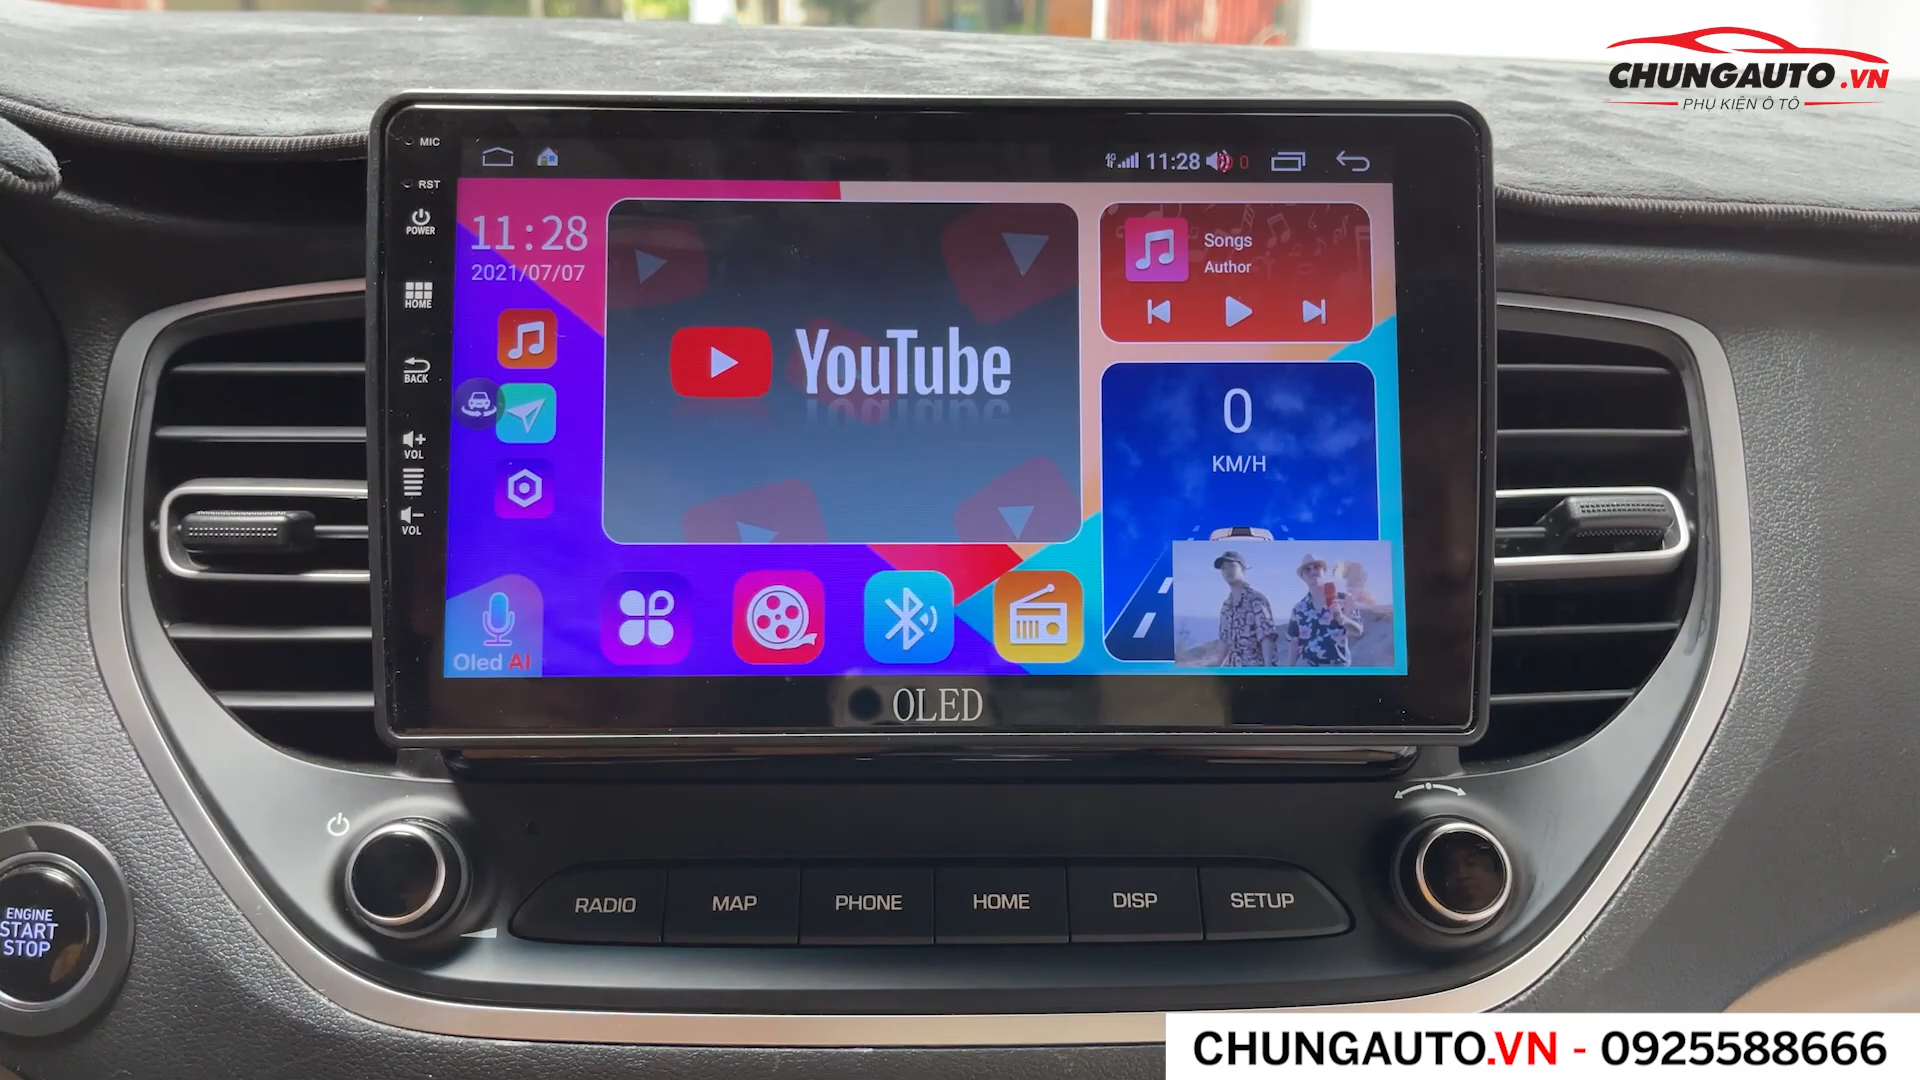 CHUNGAUTO.VN
PHỤ KIỆN Ô TÔ
MIC
RST
POWER
HOME
BACK
VOL
VOL
4G
11:28
0
11:28
2021/07/07
YouTube
Songs
Author
0
KM/H
Oled AI
OLED
RADIO
MAP
PHONE
HOME
DISP
SETUP
ENGINE
START
STOP
CHUNGAUTO.VN - 0925588666